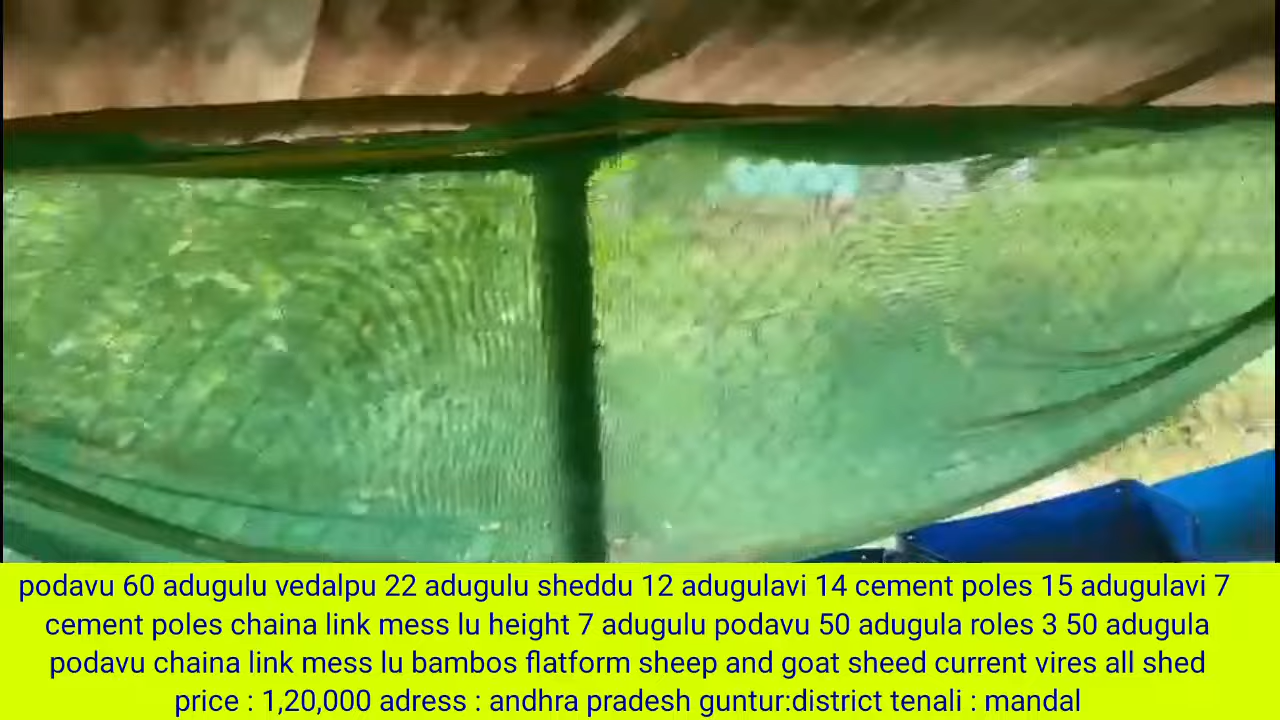 podavu 60 adugulu vedalpu 22 adugulu sheddu 12 adugulavi 14 cement poles 15 adugulavi 7
cement poles chaina link mess lu height 7 adugulu podavu 50 adugula roles 3 50 adugula
podavu chaina link mess lu bambos flatform sheep and goat sheed current vires all shed
price : 1,20,000 adress : andhra pradesh guntur:district tenali : mandal